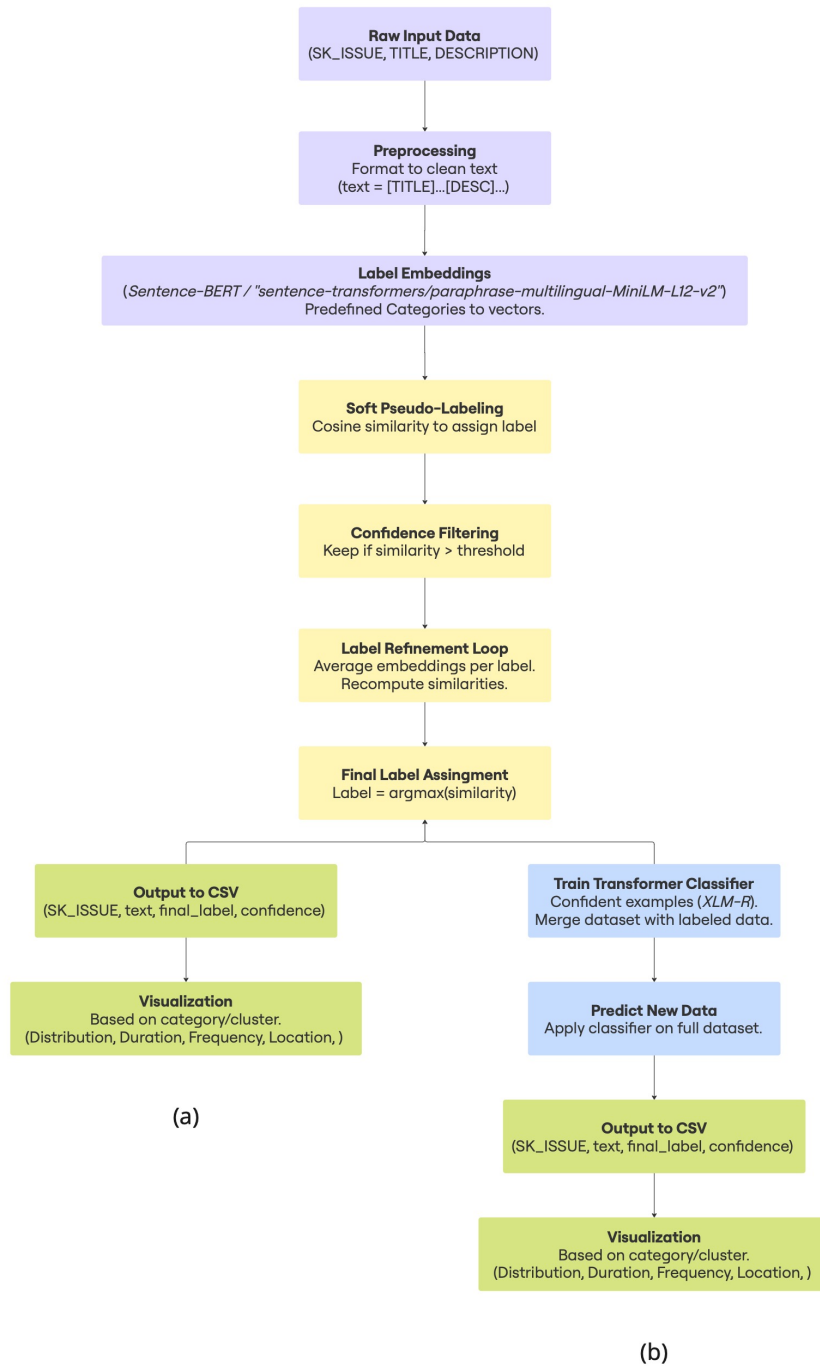 Raw Input Data
(SK_ISSUE, TITLE, DESCRIPTION)
Preprocessing
Format to clean text
(text = [TITLE]...[DESC]...)
Label Embeddings
(Sentence-BERT / "sentence-transformers/paraphrase-multilingual-MiniLM-L12-v2")
Predefined Categories to vectors.
Soft Pseudo-Labeling
Cosine similarity to assign label
Confidence Filtering
Keep if similarity > threshold
Label Refinement Loop
Average embeddings per label.
Recompute similarities.
Final Label Assingment
Label = argmax(similarity)
Output to CSV
(SK_ISSUE, text, final_label, confidence)
Visualization
Based on category/cluster.
(Distribution, Duration, Frequency, Location, )
(a)
Train Transformer Classifier
Confident examples (XLM-R).
Merge dataset with labeled data.
Predict New Data
Apply classifier on full dataset.
Output to CSV
(SK_ISSUE, text, final_label, confidence)
Visualization
Based on category/cluster.
(Distribution, Duration, Frequency, Location, )
(b)